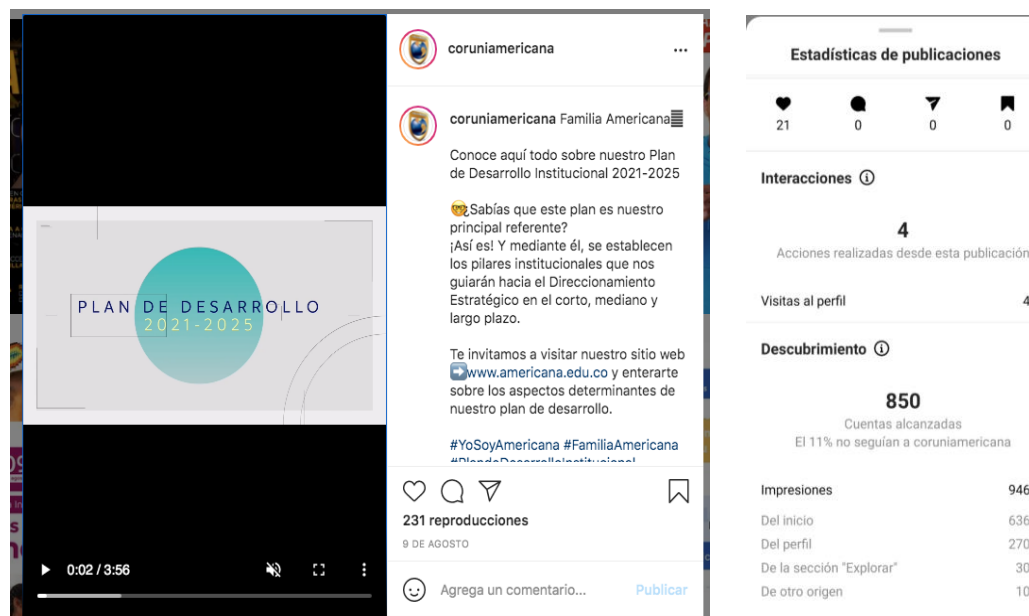 coruniamericana
coruniamericana Familia Americana
Conoce aquí todo sobre nuestro Plan
de Desarrollo Institucional 2021-2025
¿Sabías que este plan es nuestro
principal referente?
¡Así es! Y mediante él, se establecen
los pilares institucionales que nos
guiarán hacia el Direccionamiento
Estratégico en el corto, mediano y
largo plazo.
Te invitamos a visitar nuestro sitio web
www.americana.edu.co y enterarte
sobre los aspectos determinantes de
nuestro plan de desarrollo.
#YoSoyAmericana #FamiliaAmericana
#PlandeDesarrolloInstitucional
231 reproducciones
9 DE AGOSTO
Agrega un comentario... Publicar
PLAN DE DESARROLLO
2021-2025
0:02 / 3:56
Estadísticas de publicaciones
21 0 0 0
Interacciones
4
Acciones realizadas desde esta publicación
Visitas al perfil 4
Descubrimiento
850
Cuentas alcanzadas
El 11% no seguían a coruniamericana
Impresiones 946
Del inicio 636
Del perfil 270
De la sección "Explorar" 30
De otro origen 10